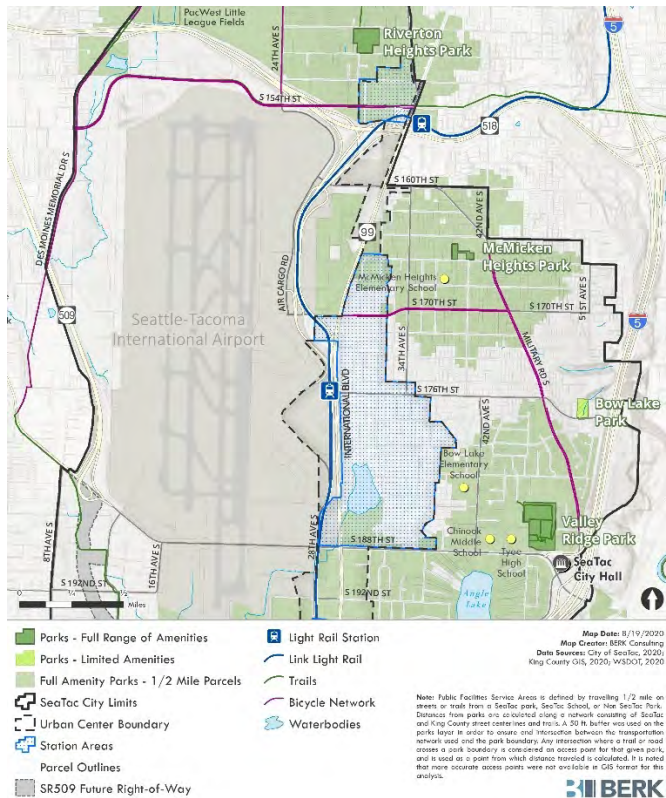 PacWest Little
League Fields
24TH AVE S
Riverton
Heights Park
5
S 154TH ST
518
DES MOINES MEMORIAL DR S
S 160TH ST
42ND AVE S
99
McMicken
Heights Park
McMicken Heights
Elementary School
AIR CARGO RD
509
S 170TH ST
S 170TH ST
51ST AVE S
Seattle-Tacoma
International Airport
34TH AVE S
MILITARY RD S
5
INTERNATIONAL BLVD
S 176TH ST
42ND AVE S
Bow Lake
Park
Bow Lake
Elementary
School
Valley
Ridge Park
Chinook
Middle
School
Tyee
High
School
S 188TH ST
28TH AVE S
8TH AVE S
16TH AVE S
SeaTac
City Hall
S 192ND ST
S 192ND ST
Angle
Lake
0
Miles
Parks - Full Range of Amenities
Parks - Limited Amenities
Full Amenity Parks - 1/2 Mile Parcels
SeaTac City Limits
Urban Center Boundary
Station Areas
Parcel Outlines
SR509 Future Right-of-Way
Light Rail Station
Link Light Rail
Trails
Bicycle Network
Waterbodies
Map Date: 8/19/2020
Map Creator: BERK Consulting
Data Sources: City of SeaTac, 2020;
King County GIS, 2020; WSDOT, 2020
Note: Public Facilities Service Areas is defined by travelling 1/2 mile on
streets or trails from a SeaTac park, SeaTac School, or Non SeaTac Park.
Distances from parks are calculated along a network consisting of SeaTac
and King County street centerlines and trails. A 50 ft. buffer was used on the
parks layer in order to ensure and intersection between the transportation
network used and the park boundary. Any intersection where a trail or road
crosses a park boundary is considered an access point for that given park,
and is used as a point from which distance traveled is calculated. It is noted
that more accurate access points were not available in GIS format for this
analysis.
BERK